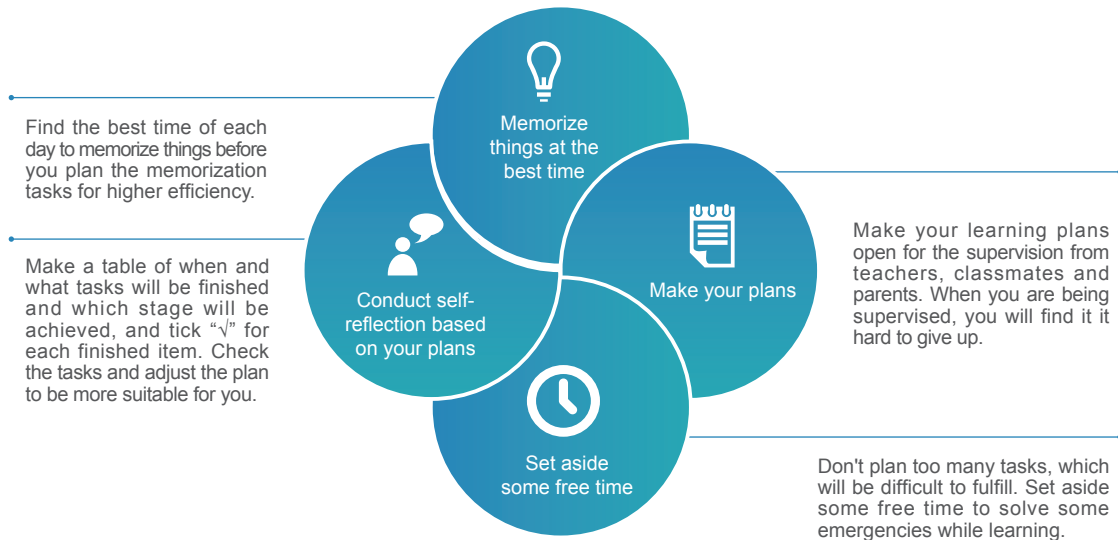 Memorize
things at the
best time
Find the best time of each
day to memorize things before
you plan the memorization
tasks for higher efficiency.
Make your plans
Make your learning plans
open for the supervision from
teachers, classmates and
parents. When you are being
supervised, you will find it it
hard to give up.
Conduct self-
reflection based
on your plans
Make a table of when and
what tasks will be finished
and which stage will be
achieved, and tick “√” for
each finished item. Check
the tasks and adjust the plan
to be more suitable for you.
Set aside
some free time
Don't plan too many tasks, which
will be difficult to fulfill. Set aside
some free time to solve some
emergencies while learning.